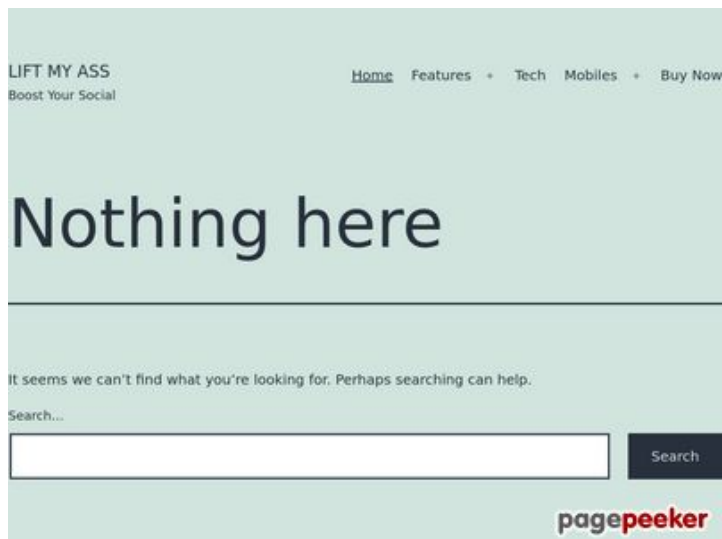 LIFT MY ASS
Boost Your Social
Home Features + Tech Mobiles + Buy Now
Nothing here
It seems we can’t find what you’re looking for. Perhaps searching can help.
Search…
Search
pagepeeker